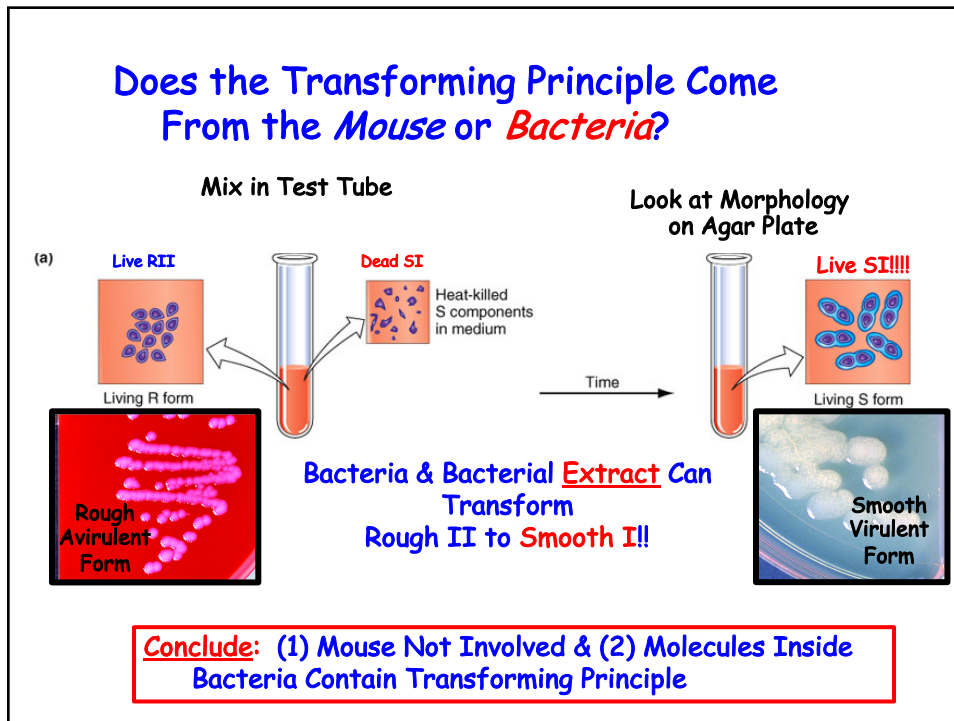 Does the Transforming Principle Come
From the Mouse or Bacteria?
Mix in Test Tube
Look at Morphology
on Agar Plate
(a)
Live RII
Dead SI
Live SI!!!!
Heat-killed
S components
in medium
Time
Living R form
Living S form
Rough
Avirulent
Form
Bacteria & Bacterial Extract Can
Transform
Rough II to Smooth I!!
Smooth
Virulent
Form
Conclude: (1) Mouse Not Involved & (2) Molecules Inside
Bacteria Contain Transforming Principle